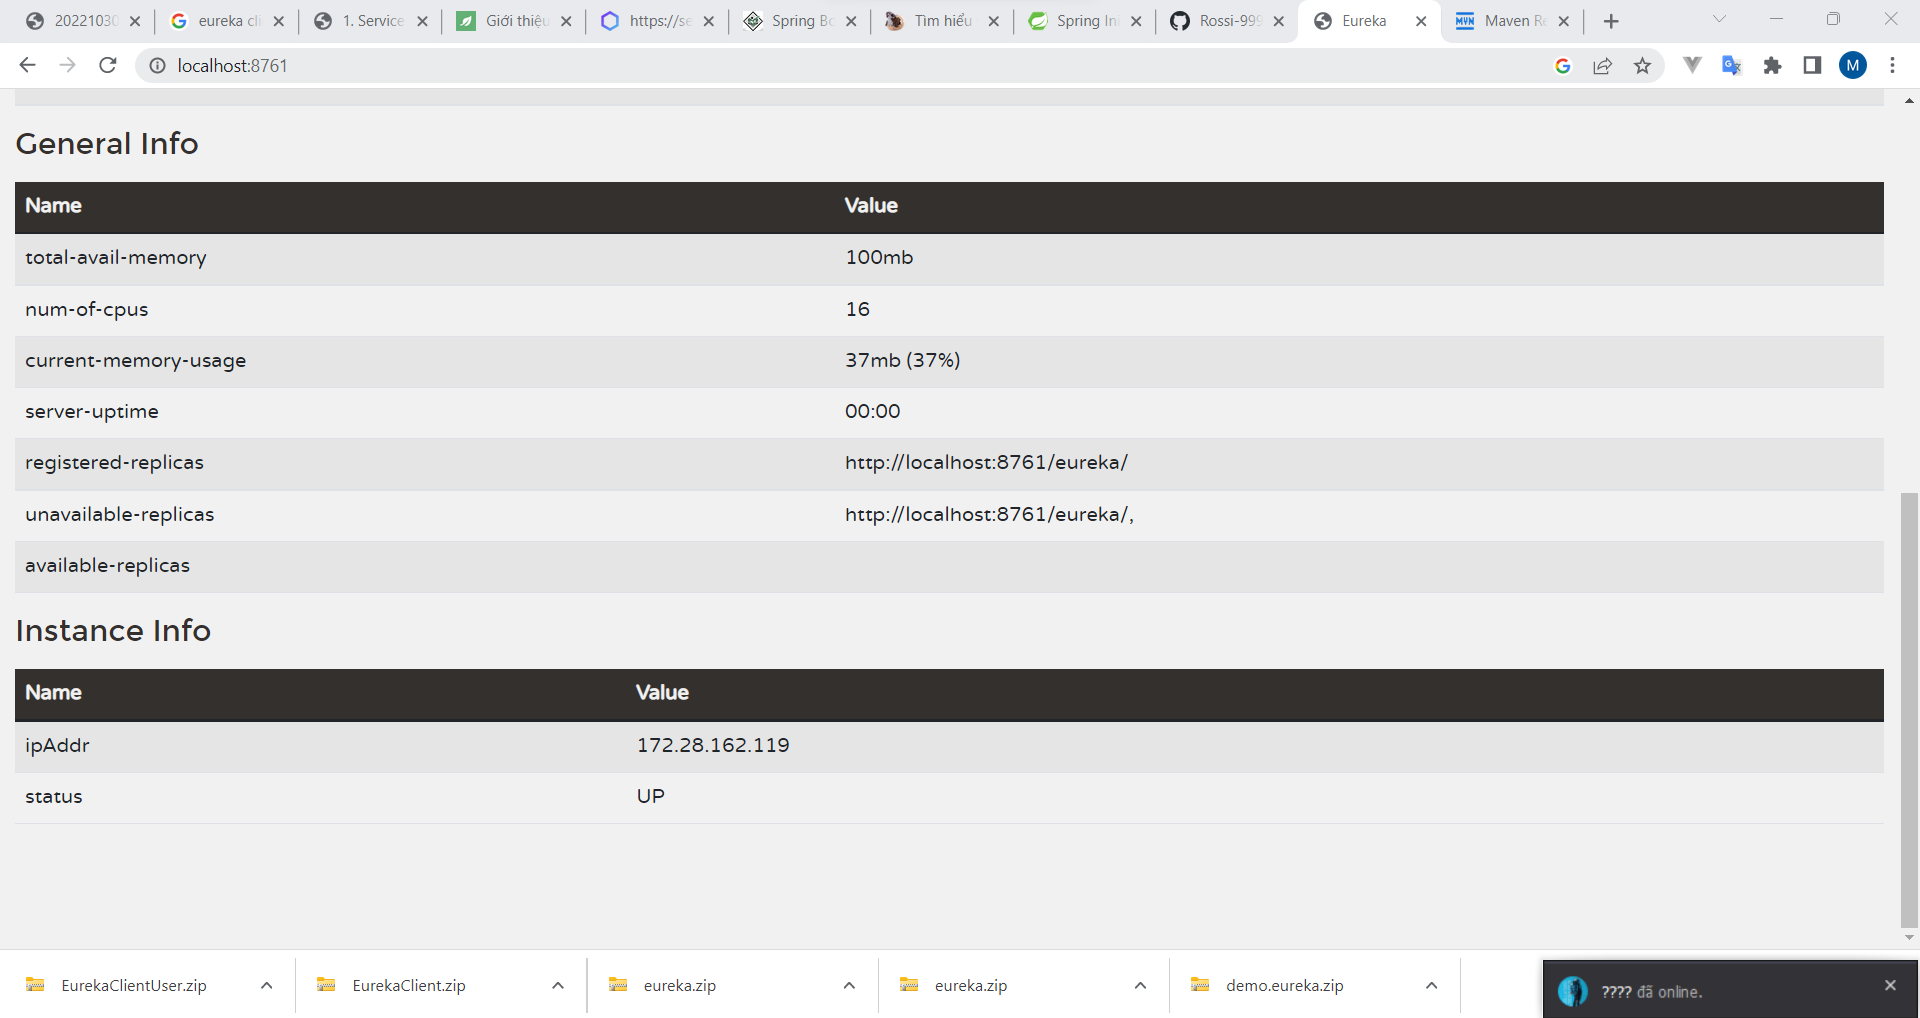 20221030
eureka cli
1. Service
Giới thiệu
https://se
Spring Bo
Tìm hiểu
Spring Ini
Rossi-999
Eureka
MVN Maven Re
localhost:8761
M
General Info
Name Value
total-avail-memory 100mb
num-of-cpus 16
current-memory-usage 37mb (37%)
server-uptime 00:00
registered-replicas http://localhost:8761/eureka/
unavailable-replicas http://localhost:8761/eureka/,
available-replicas
Instance Info
Name Value
ipAddr 172.28.162.119
status UP
EurekaClientUser.zip
EurekaClient.zip
eureka.zip
eureka.zip
demo.eureka.zip
???? đã online.